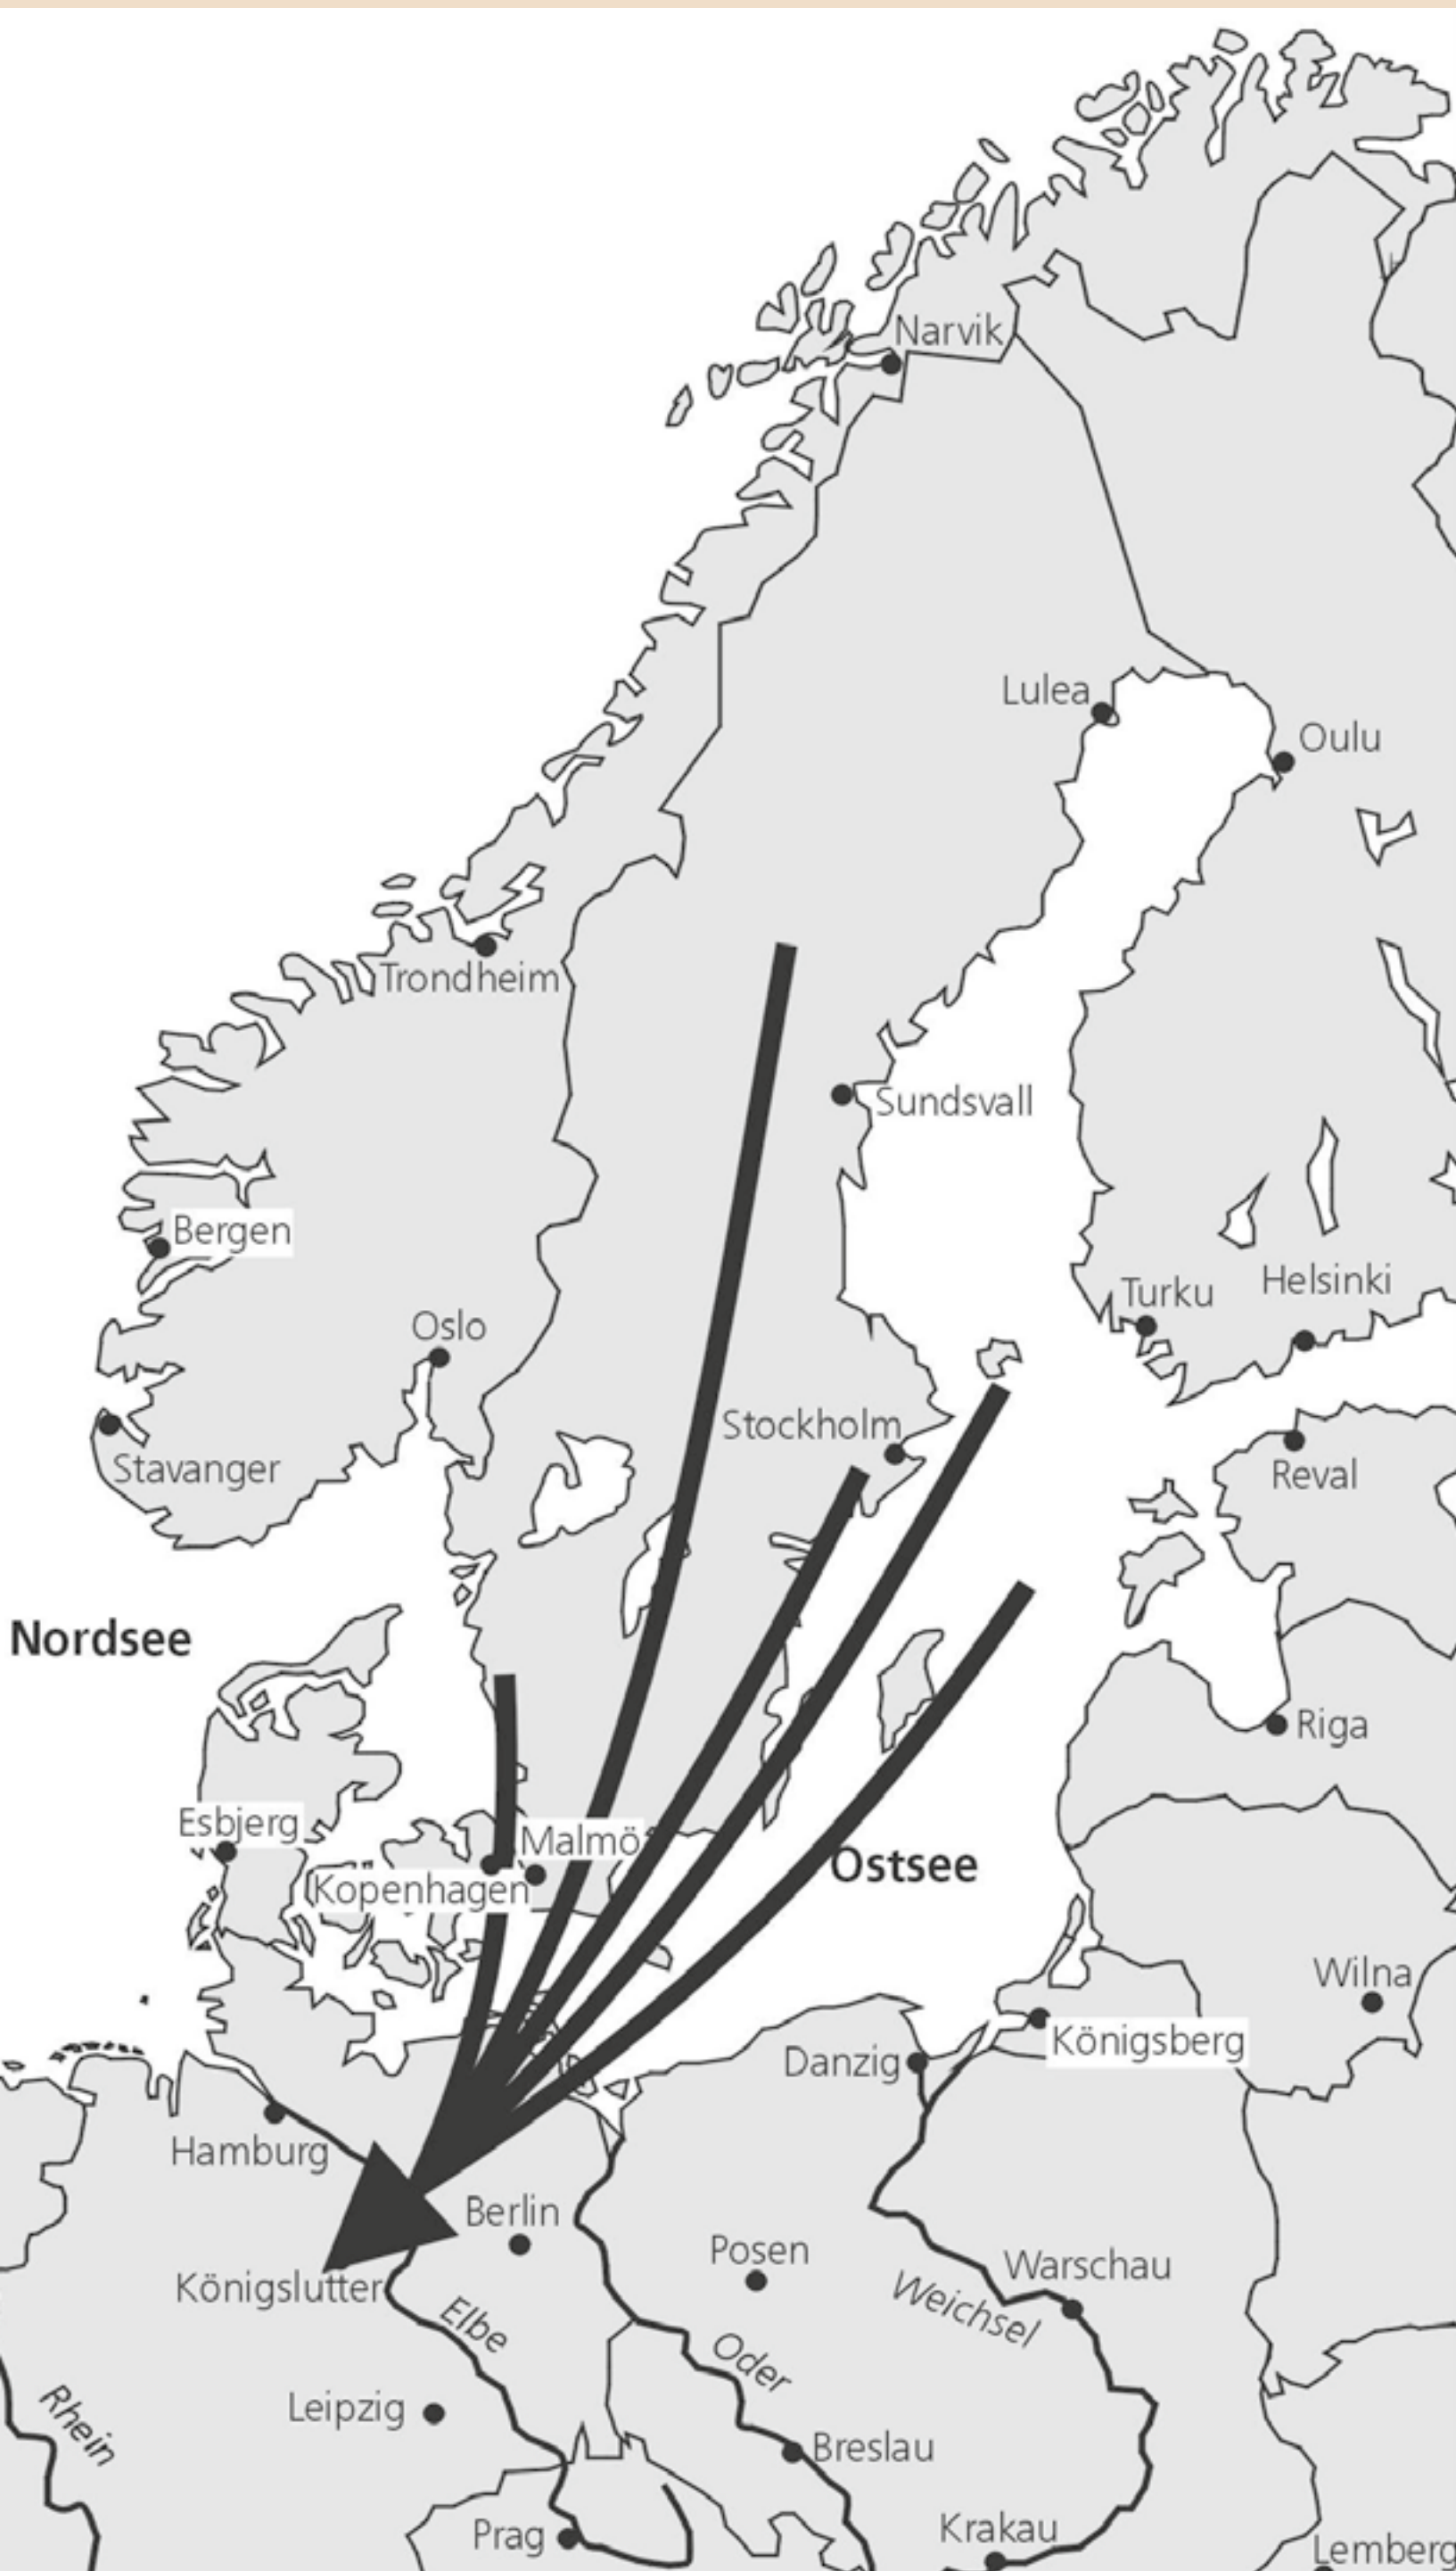 Narvik
Lulea
Oulu
Trondheim
Sundsvall
Bergen
Turku
Helsinki
Oslo
Stockholm
Stavanger
Reval
Nordsee
Riga
Esbjerg
Malmö
Ostsee
Kopenhagen
Wilna
Königsberg
Danzig
Hamburg
Berlin
Posen
Warschau
Königslutter
Weichsel
Elbe
Oder
Rhein
Leipzig
Breslau
Prag
Krakau
Lemberg